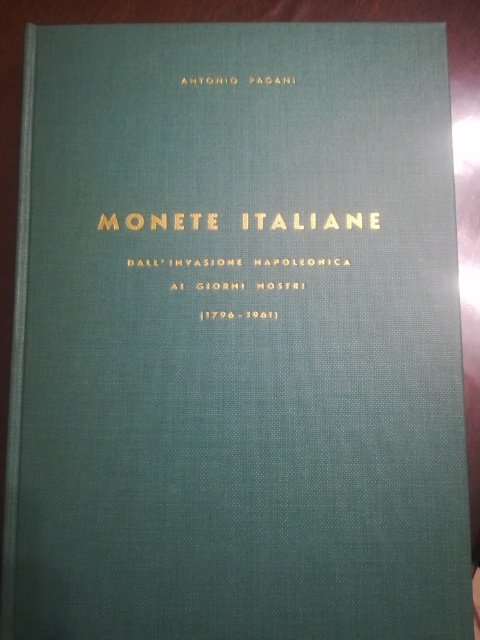 ANTONIO PAGANI
MONETE ITALIANE
DALL'INVASIONE NAPOLEONICA
AI GIORNI NOSTRI
(1796-1961)